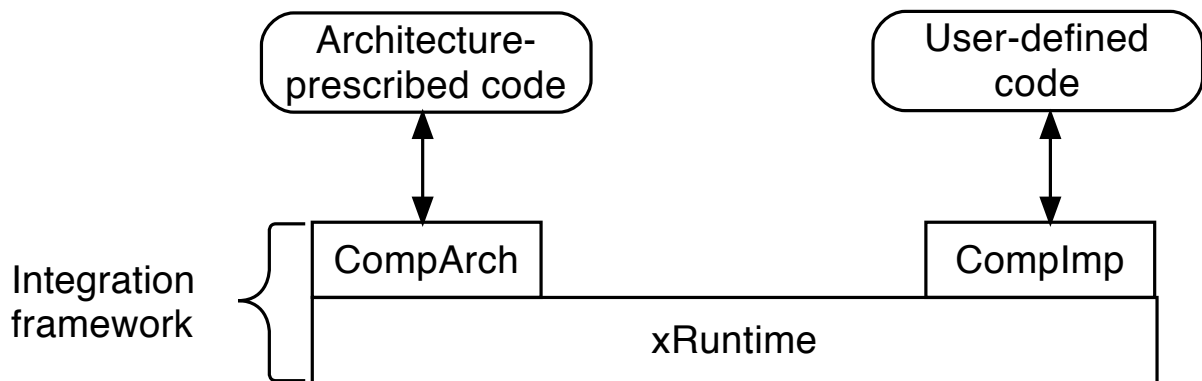 Architecture-
prescribed code
User-defined
code
CompArch
CompImp
Integration
framework
xRuntime